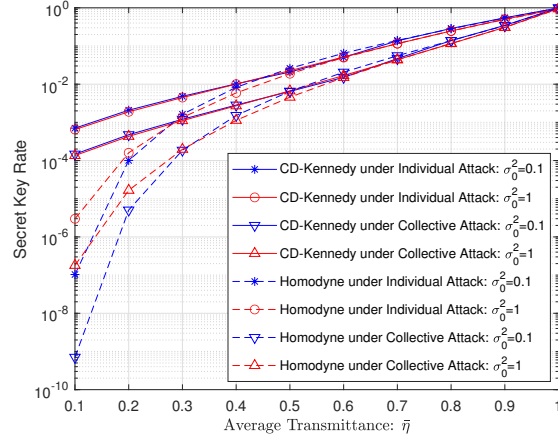 10^0
10^-2
10^-4
10^-6
10^-8
10^-10
Secret Key Rate
CD-Kennedy under Individual Attack: σ_0^2=0.1
CD-Kennedy under Individual Attack: σ_0^2=1
CD-Kennedy under Collective Attack: σ_0^2=0.1
CD-Kennedy under Collective Attack: σ_0^2=1
Homodyne under Individual Attack: σ_0^2=0.1
Homodyne under Individual Attack: σ_0^2=1
Homodyne under Collective Attack: σ_0^2=0.1
Homodyne under Collective Attack: σ_0^2=1
0.1 0.2 0.3 0.4 0.5 0.6 0.7 0.8 0.9 1
Average Transmittance: η̄